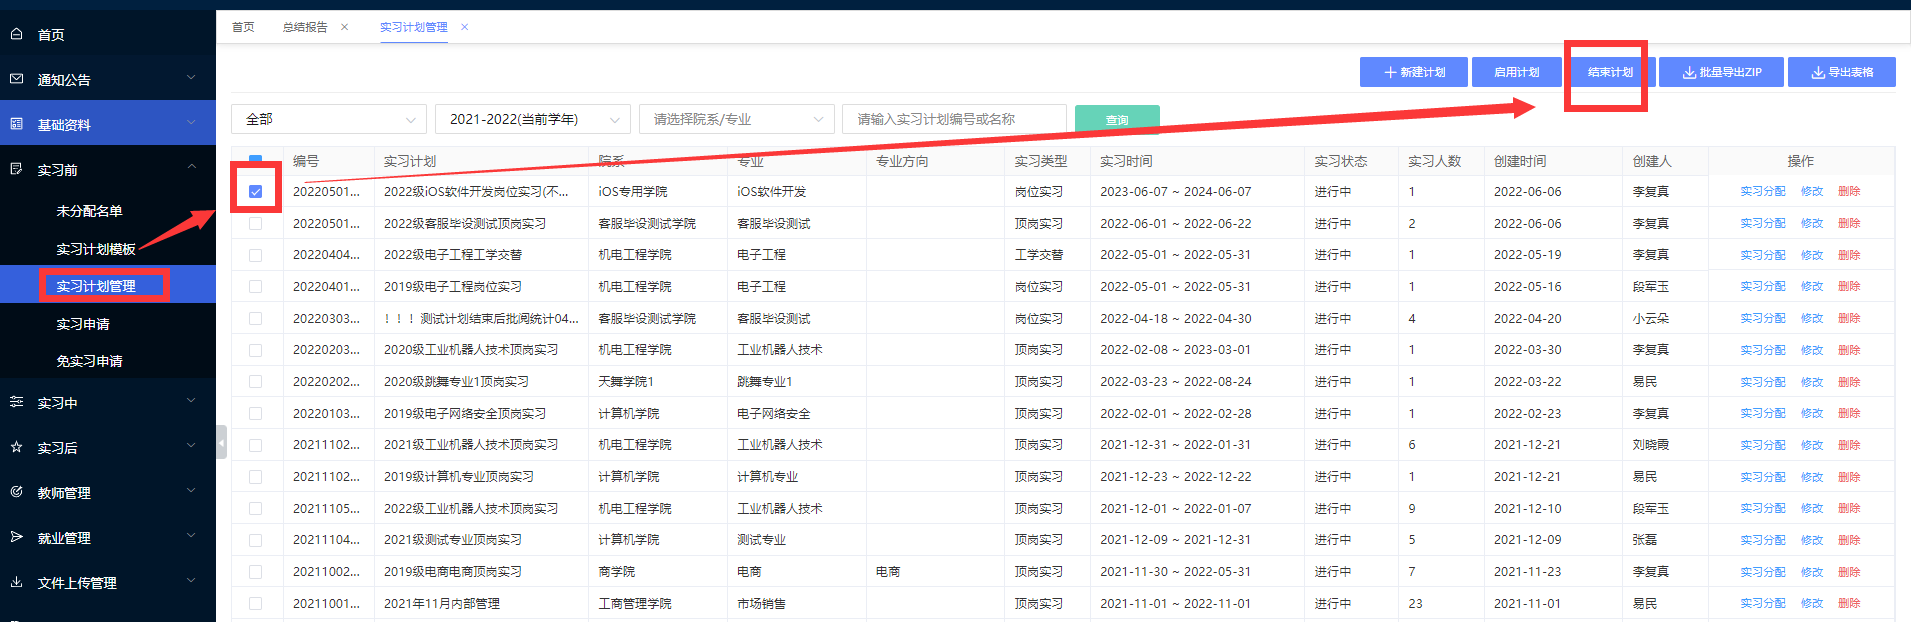 首页
通知公告
基础资料
实习前
未分配名单
实习计划模板
实习计划管理
实习申请
免实习申请
实习中
实习后
教师管理
就业管理
文件上传管理
首页 总结报告 × 实习计划管理 ×
新建计划 启用计划 结束计划 批量导出ZIP 导出表格
全部 2021-2022(当前学年) 请选择院系/专业 请输入实习计划编号或名称 查询
编号 实习计划 院系 专业 专业方向 实习类型 实习时间 实习状态 实习人数 创建时间 创建人 操作
20220501... 2022级iOS软件开发岗位实习(不... iOS专用学院 iOS软件开发 岗位实习 2023-06-07 ~ 2024-06-07 进行中 1 2022-06-06 李复真 实习分配 修改 删除
20220501... 2022级客服毕设测试顶岗实习 客服毕设测试学院 客服毕设测试 顶岗实习 2022-06-01 ~ 2022-06-22 进行中 2 2022-06-06 李复真 实习分配 修改 删除
20220404... 2022级电子工程工学交替 机电工程学院 电子工程 工学交替 2022-05-01 ~ 2022-05-31 进行中 1 2022-05-19 李复真 实习分配 修改 删除
20220401... 2019级电子工程岗位实习 机电工程学院 电子工程 岗位实习 2022-05-01 ~ 2022-05-31 进行中 1 2022-05-16 段军玉 实习分配 修改 删除
20220303... ！！！测试计划结束后批阅统计04... 客服毕设测试学院 客服毕设测试 岗位实习 2022-04-18 ~ 2022-04-30 进行中 4 2022-04-20 小云朵 实习分配 修改 删除
20220203... 2020级工业机器人技术顶岗实习 机电工程学院 工业机器人技术 顶岗实习 2022-02-08 ~ 2023-03-01 进行中 1 2022-03-30 李复真 实习分配 修改 删除
20220202... 2020级跳舞专业1顶岗实习 天舞学院1 跳舞专业1 顶岗实习 2022-03-23 ~ 2022-08-24 进行中 1 2022-03-22 易民 实习分配 修改 删除
20220103... 2019级电子网络安全顶岗实习 计算机学院 电子网络安全 顶岗实习 2022-02-01 ~ 2022-02-28 进行中 1 2022-02-23 李复真 实习分配 修改 删除
20211102... 2021级工业机器人技术顶岗实习 机电工程学院 工业机器人技术 顶岗实习 2021-12-31 ~ 2022-01-31 进行中 6 2021-12-21 刘晓霞 实习分配 修改 删除
20211102... 2019级计算机专业顶岗实习 计算机学院 计算机专业 顶岗实习 2021-12-23 ~ 2022-12-22 进行中 1 2021-12-21 易民 实习分配 修改 删除
20211105... 2022级工业机器人技术顶岗实习 机电工程学院 工业机器人技术 顶岗实习 2021-12-01 ~ 2022-01-07 进行中 9 2021-12-10 段军玉 实习分配 修改 删除
20211104... 2021级测试专业顶岗实习 计算机学院 测试专业 顶岗实习 2021-12-09 ~ 2021-12-31 进行中 5 2021-12-09 张磊 实习分配 修改 删除
20211002... 2019级电商电商顶岗实习 商学院 电商 电商 顶岗实习 2021-11-30 ~ 2022-05-31 进行中 7 2021-11-23 李复真 实习分配 修改 删除
20211001... 2021年11月内部管理 工商管理学院 市场销售 顶岗实习 2021-11-01 ~ 2022-11-01 进行中 23 2021-11-01 易民 实习分配 修改 删除